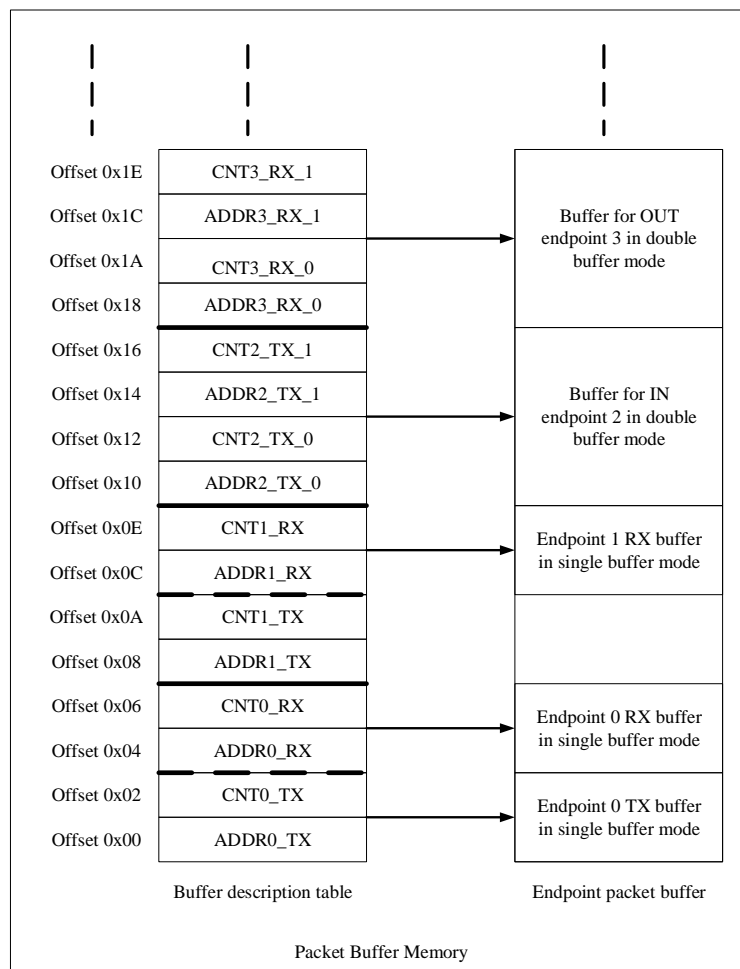 Offset 0x1E CNT3_RX_1
Offset 0x1C ADDR3_RX_1
Offset 0x1A CNT3_RX_0
Offset 0x18 ADDR3_RX_0
Buffer for OUT
endpoint 3 in double
buffer mode
Offset 0x16 CNT2_TX_1
Offset 0x14 ADDR2_TX_1
Offset 0x12 CNT2_TX_0
Offset 0x10 ADDR2_TX_0
Buffer for IN
endpoint 2 in double
buffer mode
Offset 0x0E CNT1_RX
Offset 0x0C ADDR1_RX
Endpoint 1 RX buffer
in single buffer mode
Offset 0x0A CNT1_TX
Offset 0x08 ADDR1_TX
Offset 0x06 CNT0_RX
Offset 0x04 ADDR0_RX
Endpoint 0 RX buffer
in single buffer mode
Offset 0x02 CNT0_TX
Offset 0x00 ADDR0_TX
Endpoint 0 TX buffer
in single buffer mode
Buffer description table
Endpoint packet buffer
Packet Buffer Memory